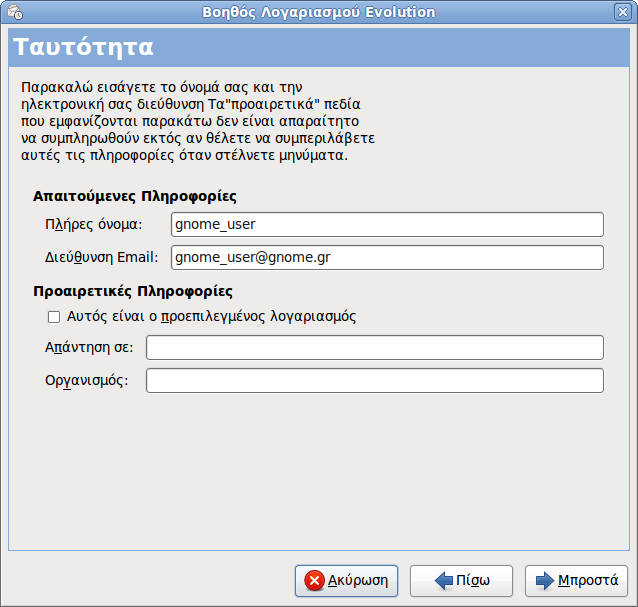 Βοηθός Λογαριασμού Evolution
Ταυτότητα
Παρακαλώ εισάγετε το όνομά σας και την
ηλεκτρονική σας διεύθυνση Τα"προαιρετικά" πεδία
που εμφανίζονται παρακάτω δεν είναι απαραίτητο
να συμπληρωθούν εκτός αν θέλετε να συμπεριλάβετε
αυτές τις πληροφορίες όταν στέλνετε μηνύματα.
Απαιτούμενες Πληροφορίες
Πλήρες όνομα: gnome_user
Διεύθυνση Email: gnome_user@gnome.gr
Προαιρετικές Πληροφορίες
Αυτός είναι ο προεπιλεγμένος λογαριασμός
Απάντηση σε:
Οργανισμός:
Ακύρωση Πίσω Μπροστά